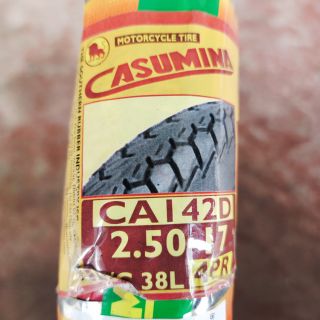 MOTORCYCLE TIRE
CASUMINA
THE SOUTHERN RUBBER INDUSTRY
CA142D
2.50 17
38L 4PR